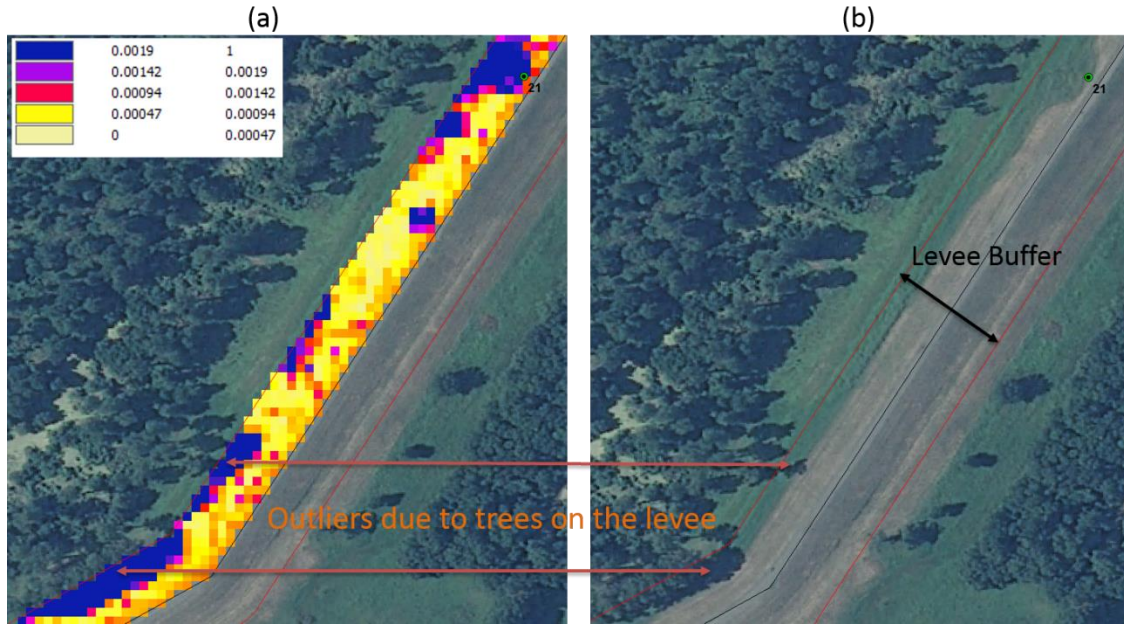 (a)
(b)
0.0019 1
0.00142 0.0019
0.00094 0.00142
0.00047 0.00094
0 0.00047
21
21
Levee Buffer
Outliers due to trees on the levee